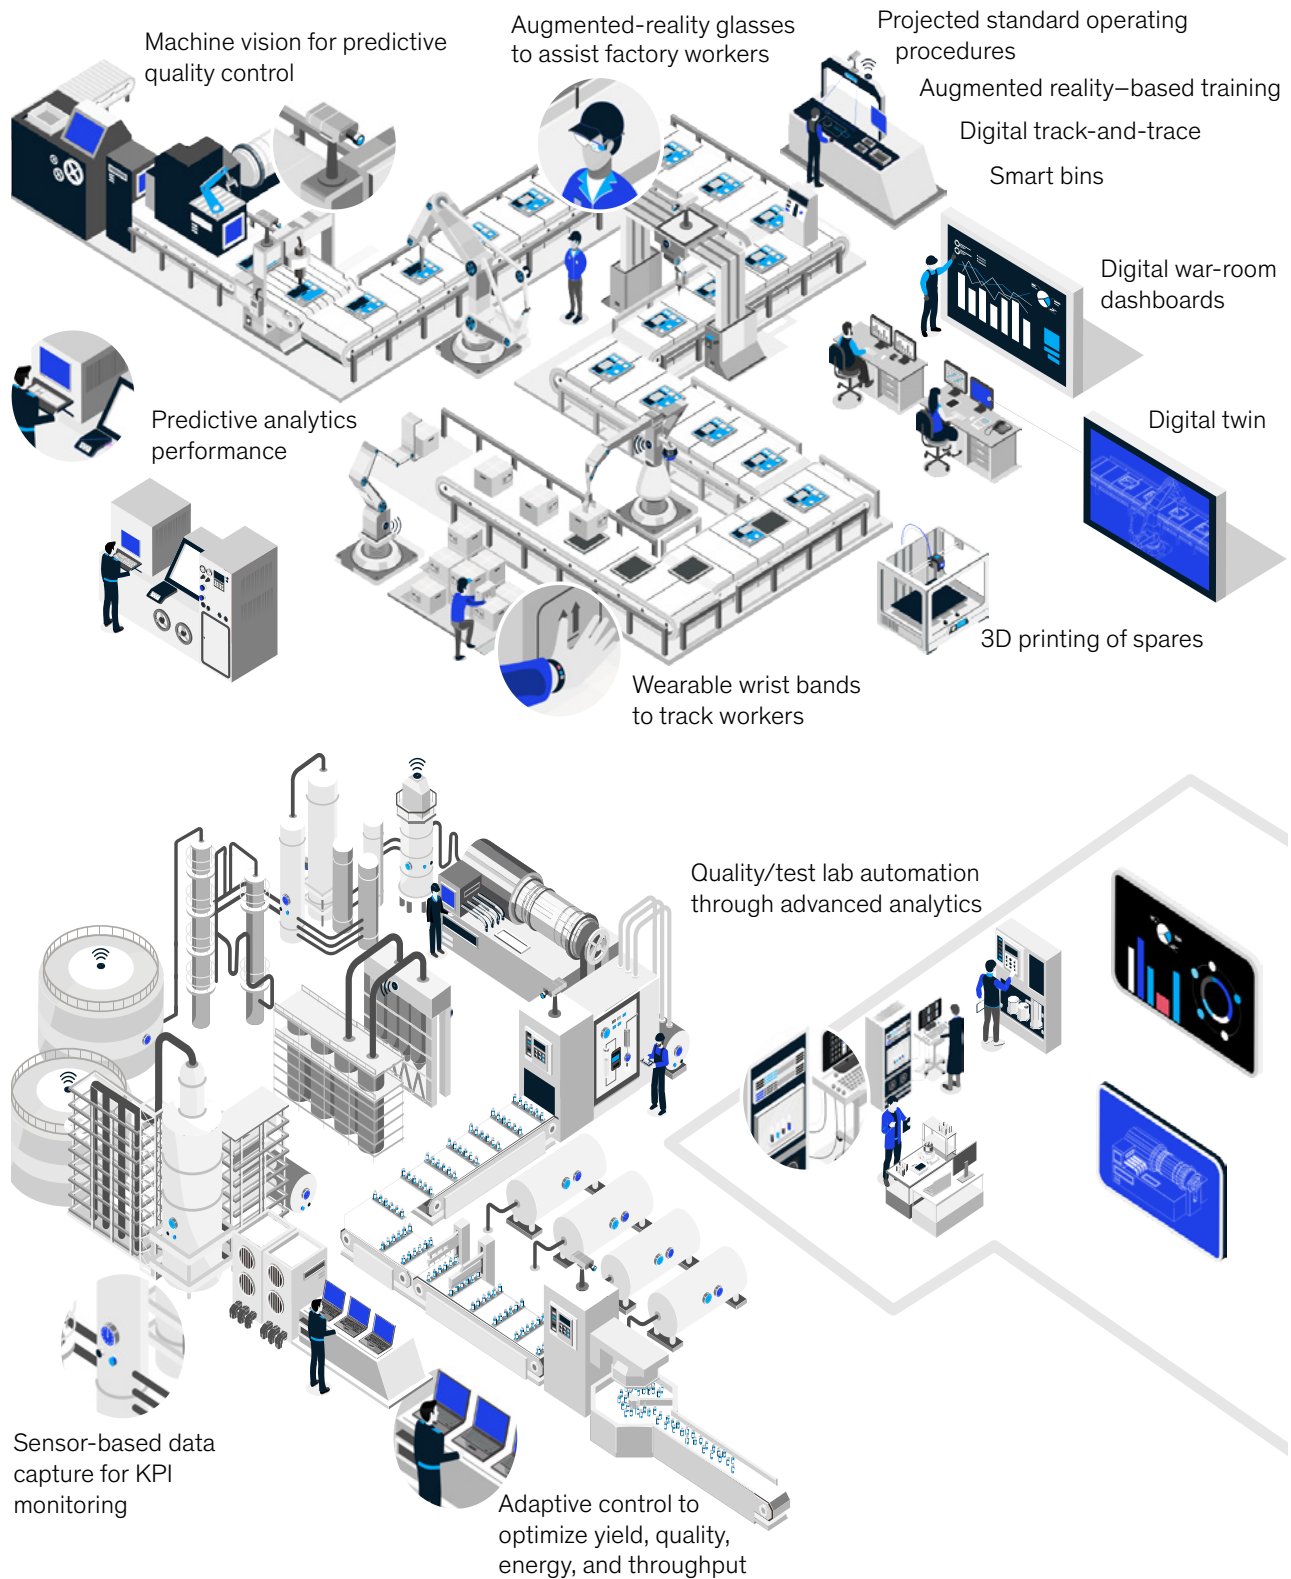 Machine vision for predictive
quality control
Augmented-reality glasses
to assist factory workers
Projected standard operating
procedures
Augmented reality–based training
Digital track-and-trace
Smart bins
Digital war-room
dashboards
Predictive analytics
performance
Digital twin
3D printing of spares
Wearable wrist bands
to track workers
Quality/test lab automation
through advanced analytics
Sensor-based data
capture for KPI
monitoring
Adaptive control to
optimize yield, quality,
energy, and throughput